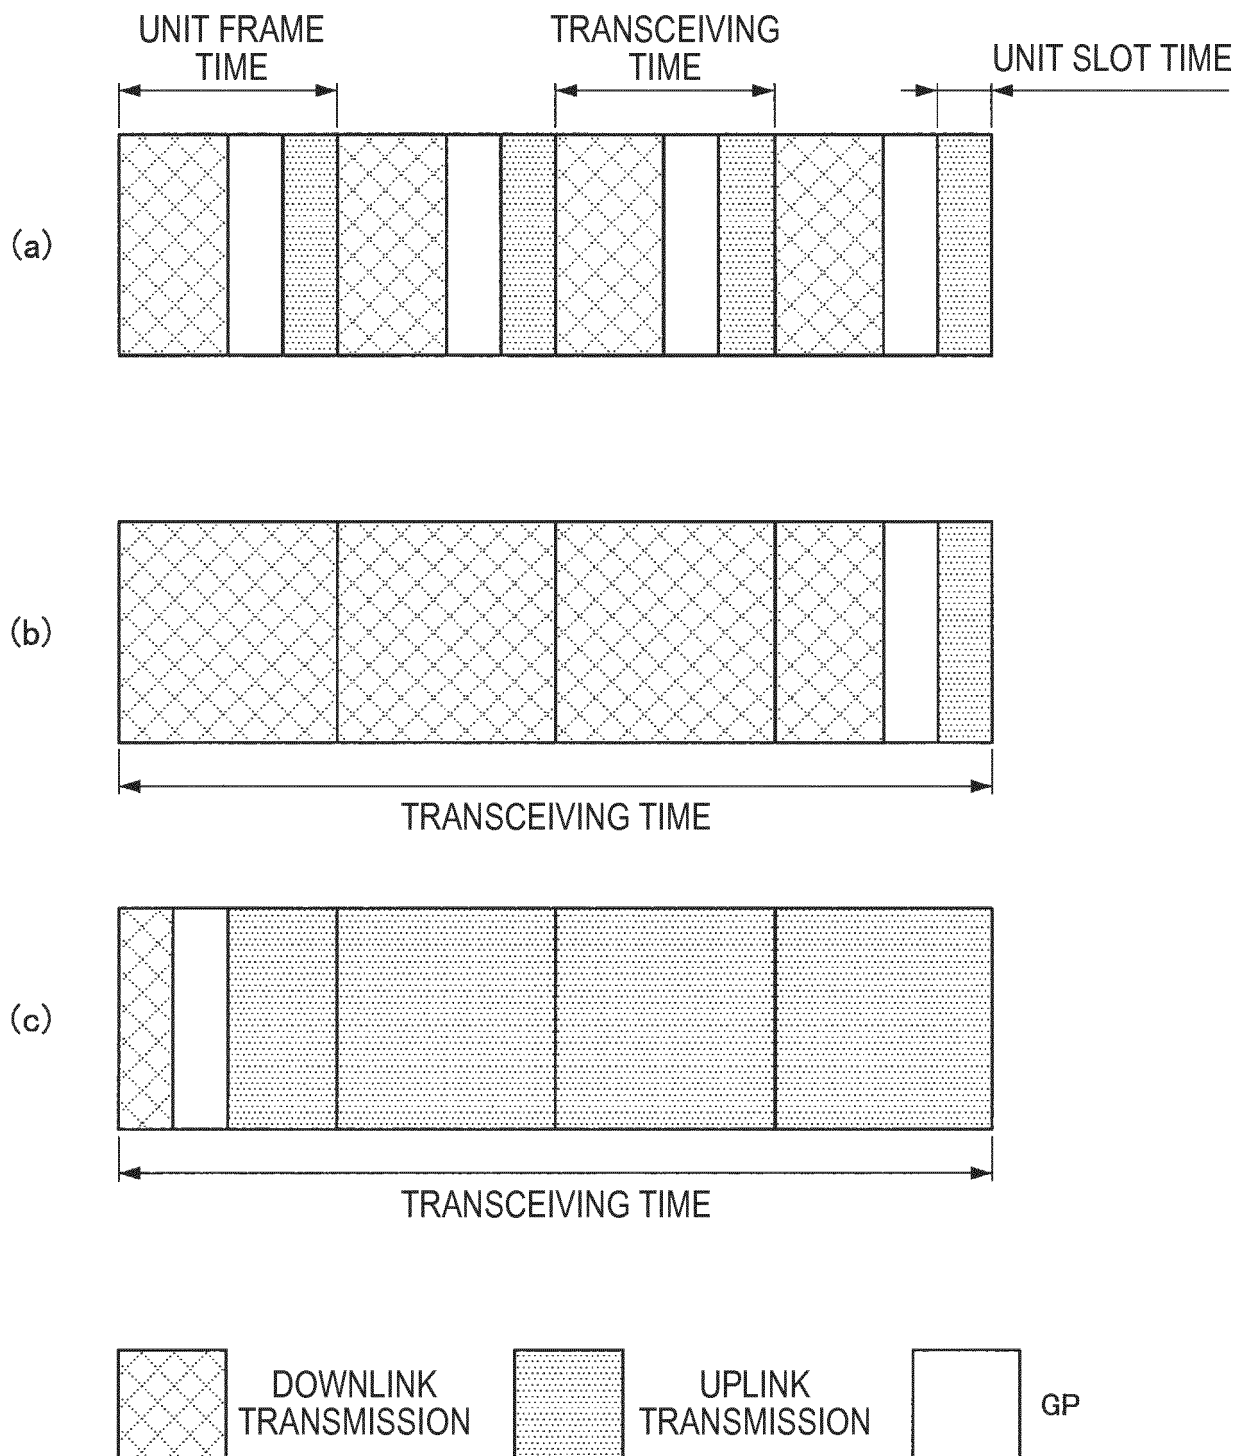 UNIT FRAME
TIME
TRANSCEIVING
TIME
UNIT SLOT TIME
(a)
(b)
TRANSCEIVING TIME
(c)
TRANSCEIVING TIME
DOWNLINK
TRANSMISSION
UPLINK
TRANSMISSION
GP